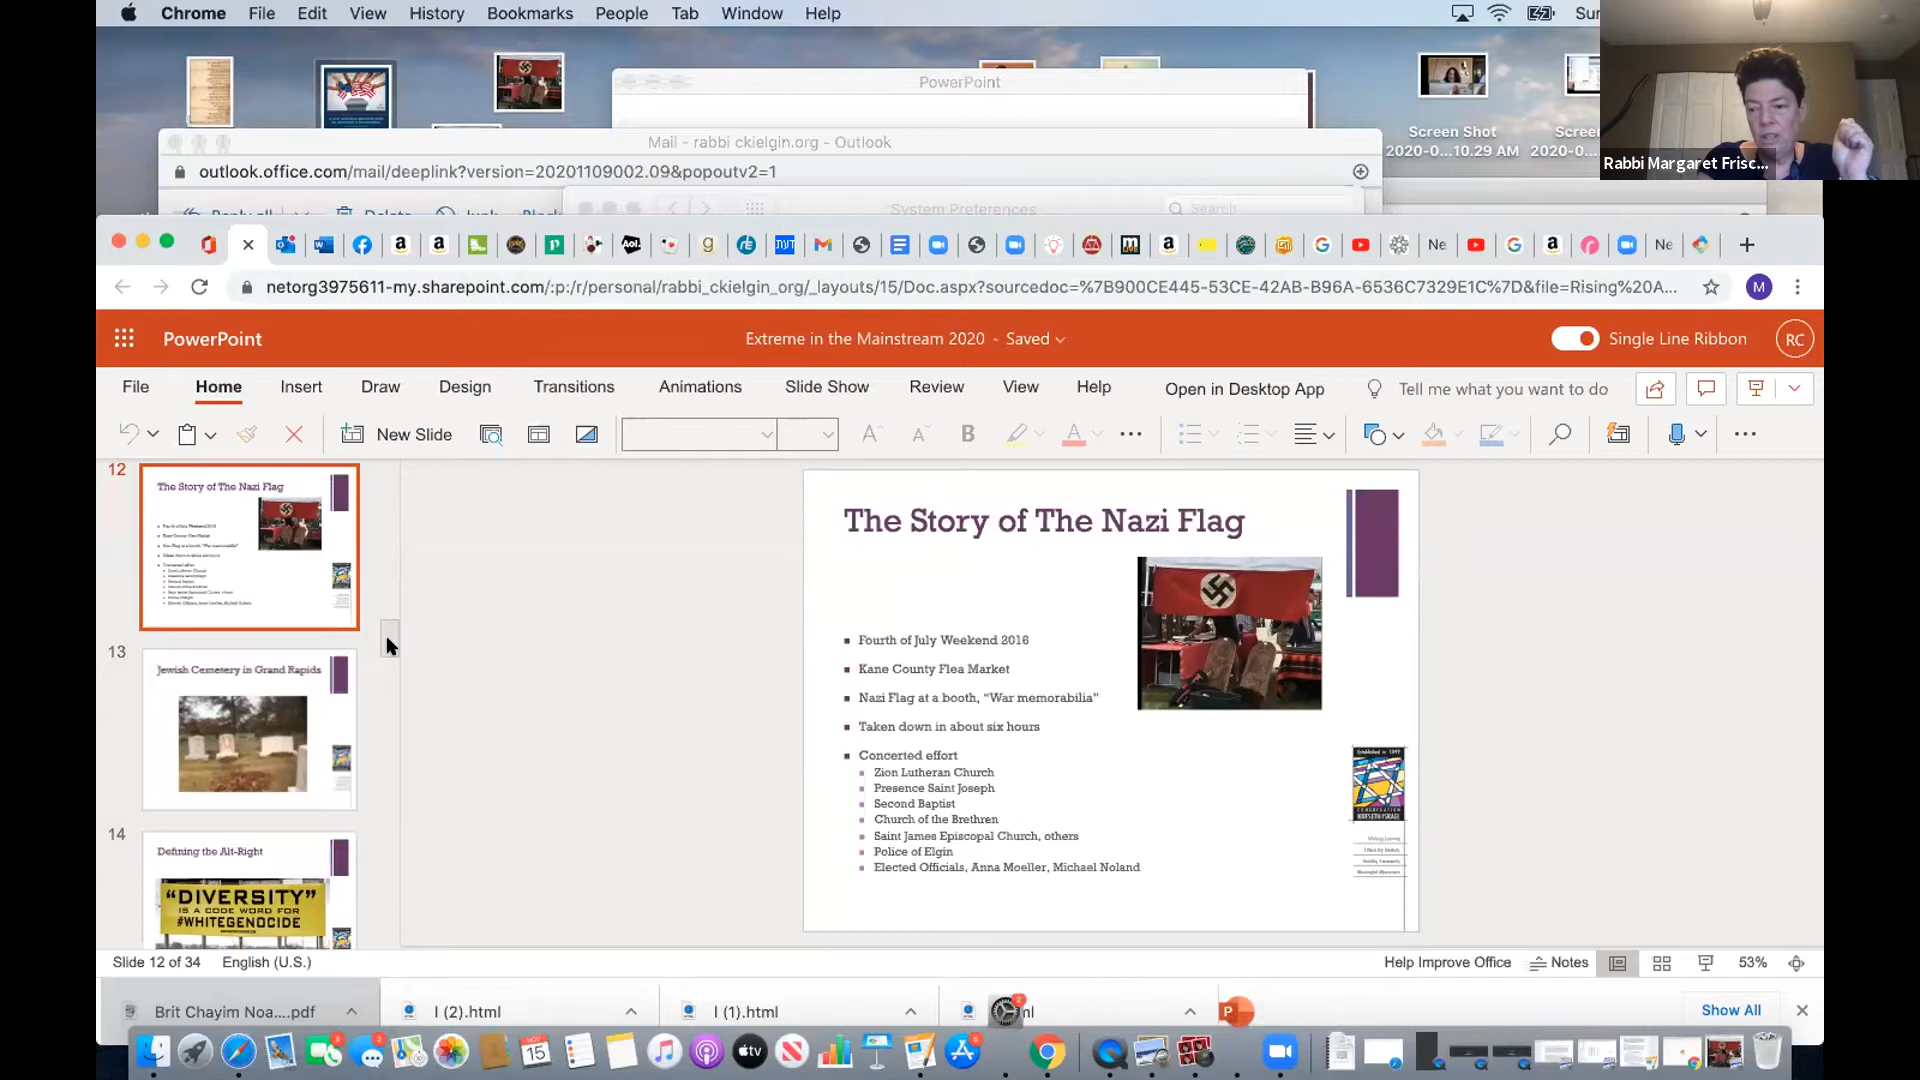 Chrome File Edit View History Bookmarks People Tab Window Help
PowerPoint
Screen Shot
2020-0...10.29 AM 2020-0...
Rabbi Margaret Frisc...
Mail - rabbi ckielgin.org - Outlook
outlook.office.com/mail/deeplink?version=20201109002.09&popoutv2=1
System Preferences
Search
netorg3975611-my.sharepoint.com/:p:/r/personal/rabbi_ckielgin_org/_layouts/15/Doc.aspx?sourcedoc=%7B900CE445-53CE-42AB-B96A-6536C7329E1C%7D&file=Rising%20A...
M
PowerPoint
Extreme in the Mainstream 2020 - Saved
Single Line Ribbon
RC
File Home Insert Draw Design Transitions Animations Slide Show Review View Help
Open in Desktop App
Tell me what you want to do
New Slide
12
The Story of The Nazi Flag
13
Jewish Cemetery in Grand Rapids
14
Defining the Alt-Right
"DIVERSITY"
IS A CODE WORD FOR
#WHITEGENOCIDE
The Story of The Nazi Flag
Fourth of July Weekend 2016
Kane County Flea Market
Nazi Flag at a booth, “War memorabilia”
Taken down in about six hours
Concerted effort
Zion Lutheran Church
Presence Saint Joseph
Second Baptist
Church of the Brethren
Saint James Episcopal Church, others
Police of Elgin
Elected Officials, Anna Moeller, Michael Noland
Slide 12 of 34 English (U.S.)
Help Improve Office Notes 53%
Brit Chayim Noa....pdf
I (2).html
I (1).html
Show All
NOV
15